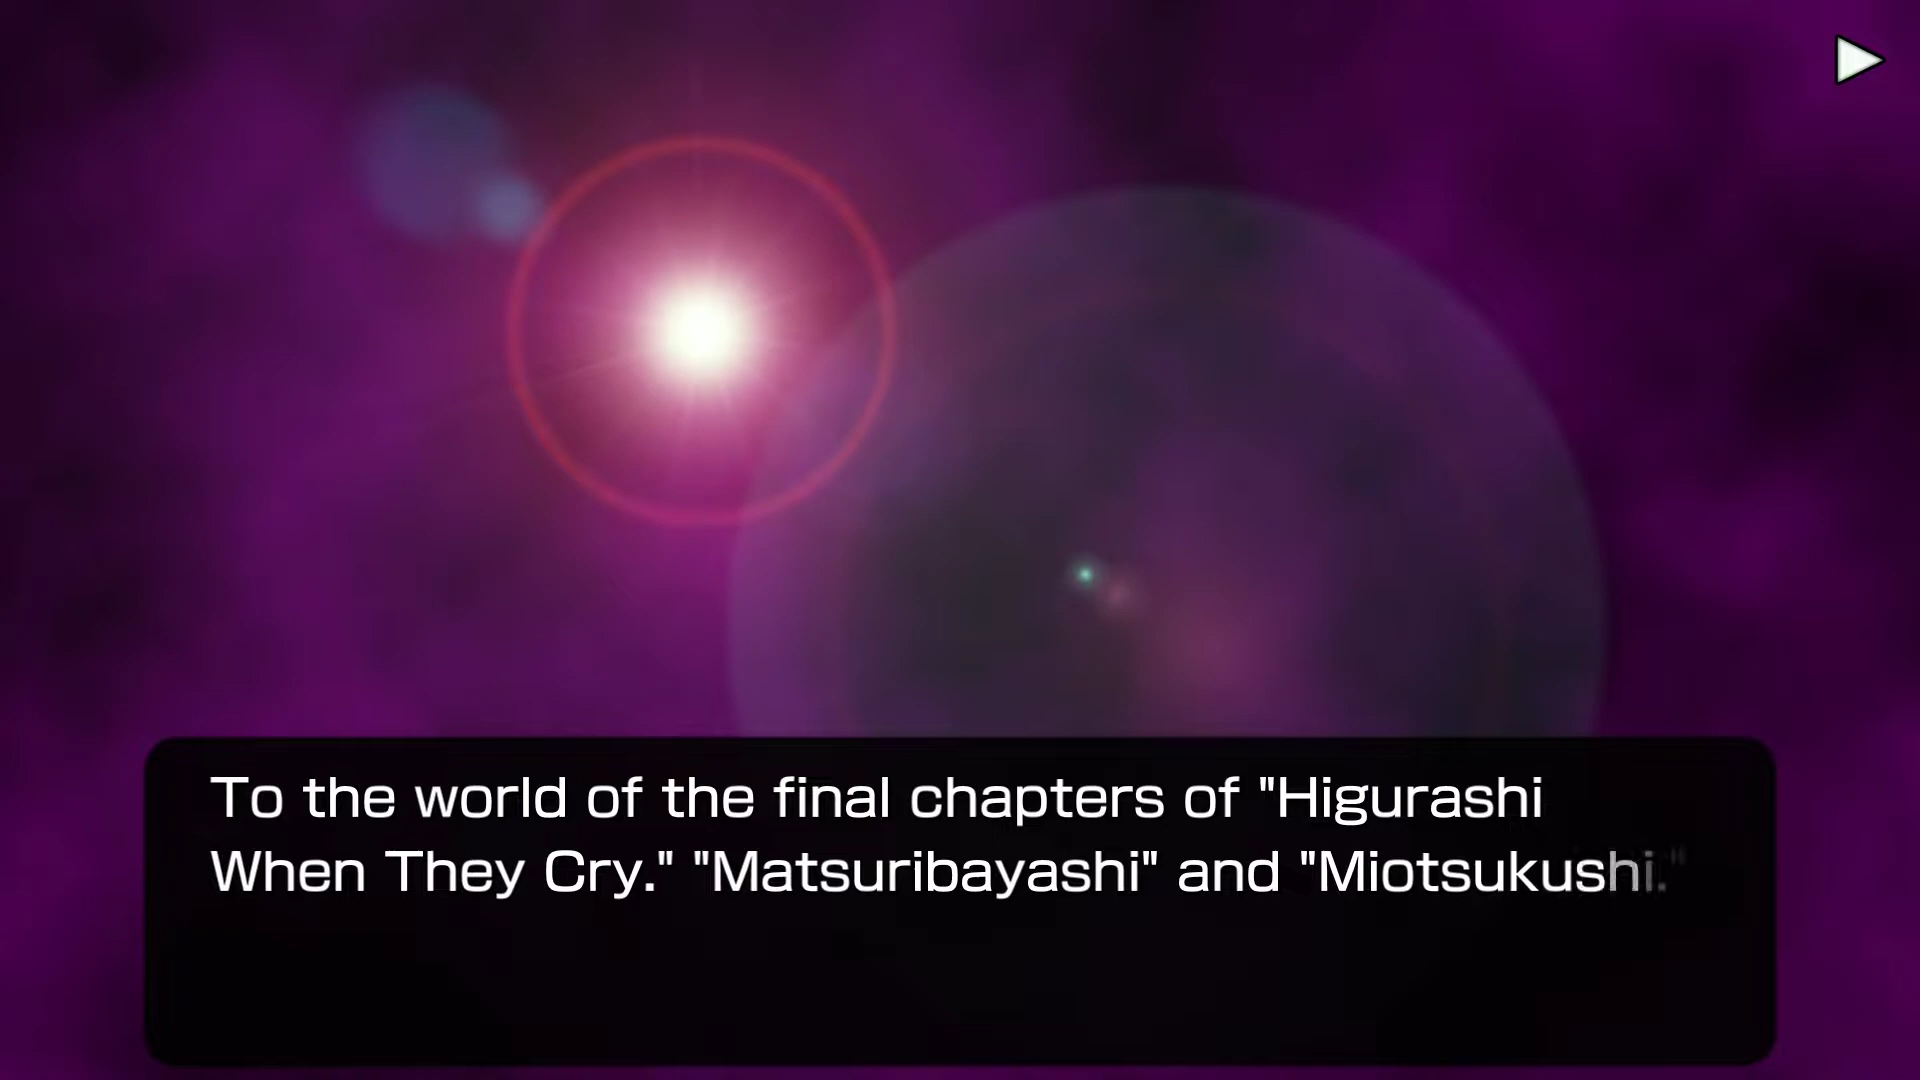 To the world of the final chapters of "Higurashi
When They Cry." "Matsuribayashi" and "Miotsukushi."